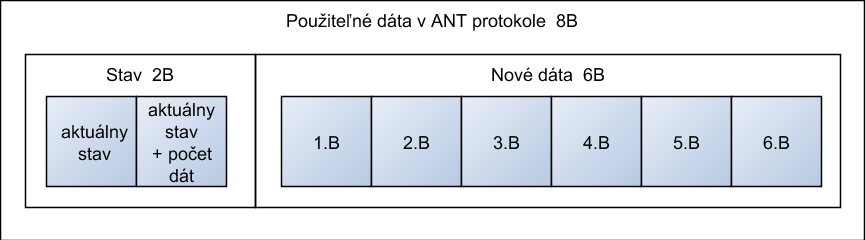 Použiteľné dáta v ANT protokole  8B
Stav  2B
Nové dáta  6B
aktuálny
stav
aktuálny
stav
+ počet
dát
1.B
2.B
3.B
4.B
5.B
6.B